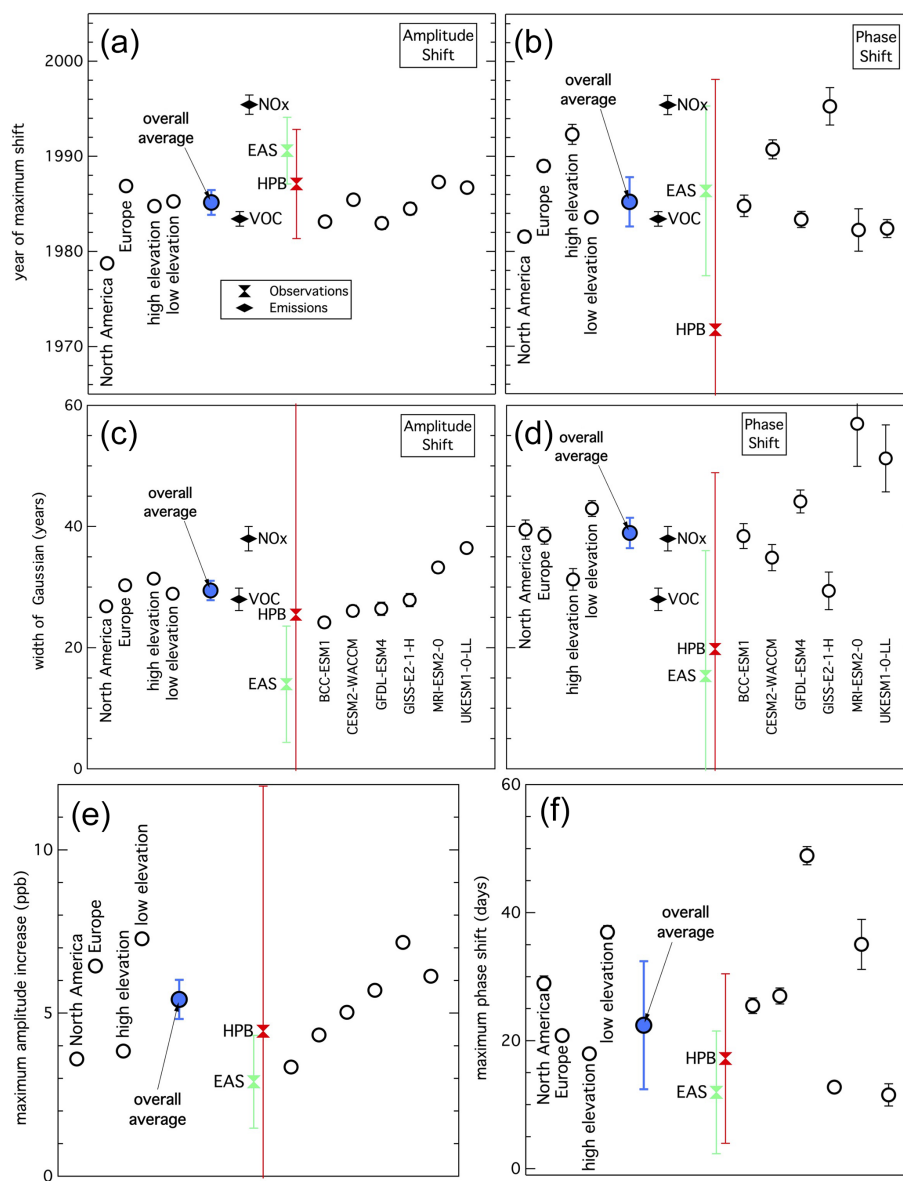 (a)
Amplitude
Shift
2000
1990
1980
1970
year of maximum shift
overall
average
NOx
EAS
HPB
VOC
North America
Europe
high elevation
low elevation
Observations
Emissions
(b)
Phase
Shift
overall
average
NOx
EAS
VOC
HPB
North America
Europe
high elevation
low elevation
(c)
Amplitude
Shift
60
40
20
0
width of Gaussian (years)
overall
average
NOx
VOC
HPB
EAS
North America
Europe
high elevation
low elevation
BCC-ESM1
CESM2-WACCM
GFDL-ESM4
GISS-E2-1-H
MRI-ESM2-0
UKESM1-0-LL
(d)
Phase
Shift
overall
average
NOx
VOC
HPB
EAS
North America
Europe
high elevation
low elevation
BCC-ESM1
CESM2-WACCM
GFDL-ESM4
GISS-E2-1-H
MRI-ESM2-0
UKESM1-0-LL
(e)
10
5
0
maximum amplitude increase (ppb)
North America
Europe
high elevation
low elevation
overall
average
HPB
EAS
(f)
60
40
20
0
maximum phase shift (days)
North America
Europe
high elevation
low elevation
overall
average
HPB
EAS